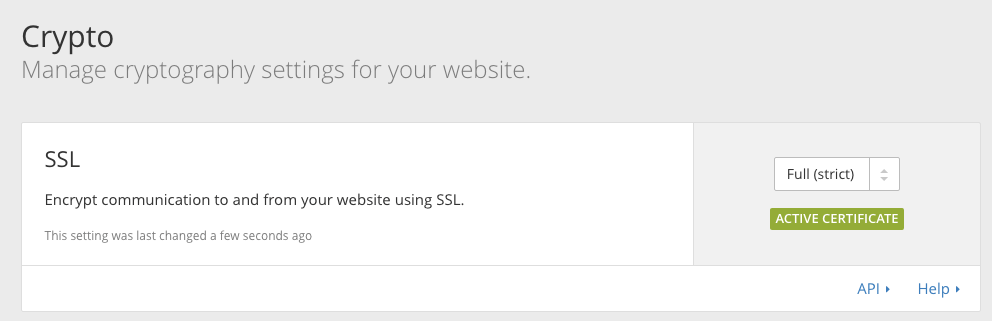 Crypto
Manage cryptography settings for your website.
SSL
Encrypt communication to and from your website using SSL.
This setting was last changed a few seconds ago
Full (strict)
ACTIVE CERTIFICATE
API
Help